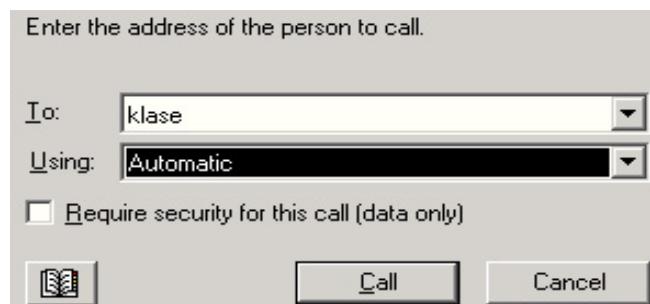 Enter the address of the person to call.
To: klase
Using: Automatic
Require security for this call (data only)
Call Cancel